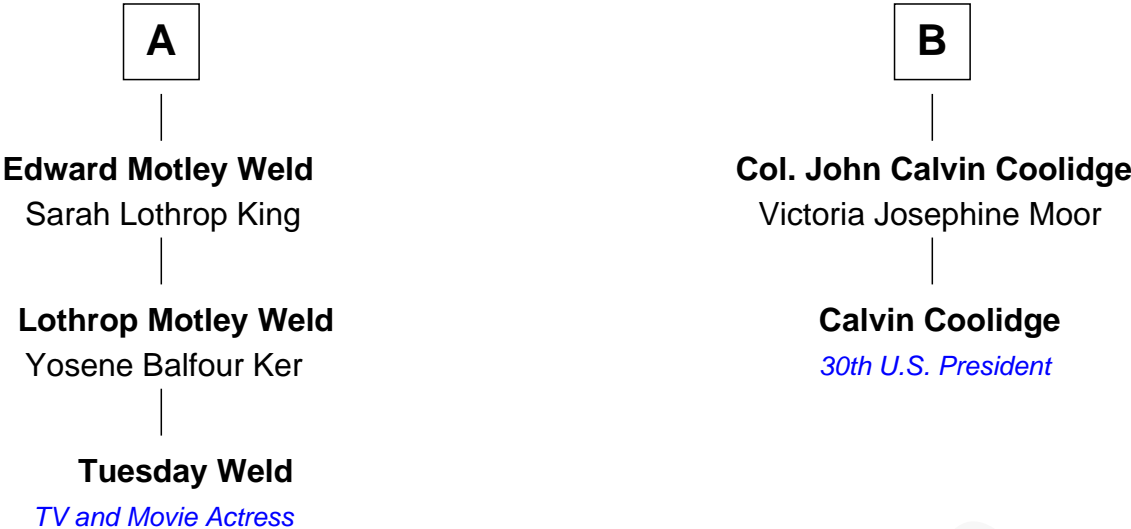 A
Edward Motley Weld
Sarah Lothrop King
Lothrop Motley Weld
Yosene Balfour Ker
Tuesday Weld
TV and Movie Actress
B
Col. John Calvin Coolidge
Victoria Josephine Moor
Calvin Coolidge
30th U.S. President